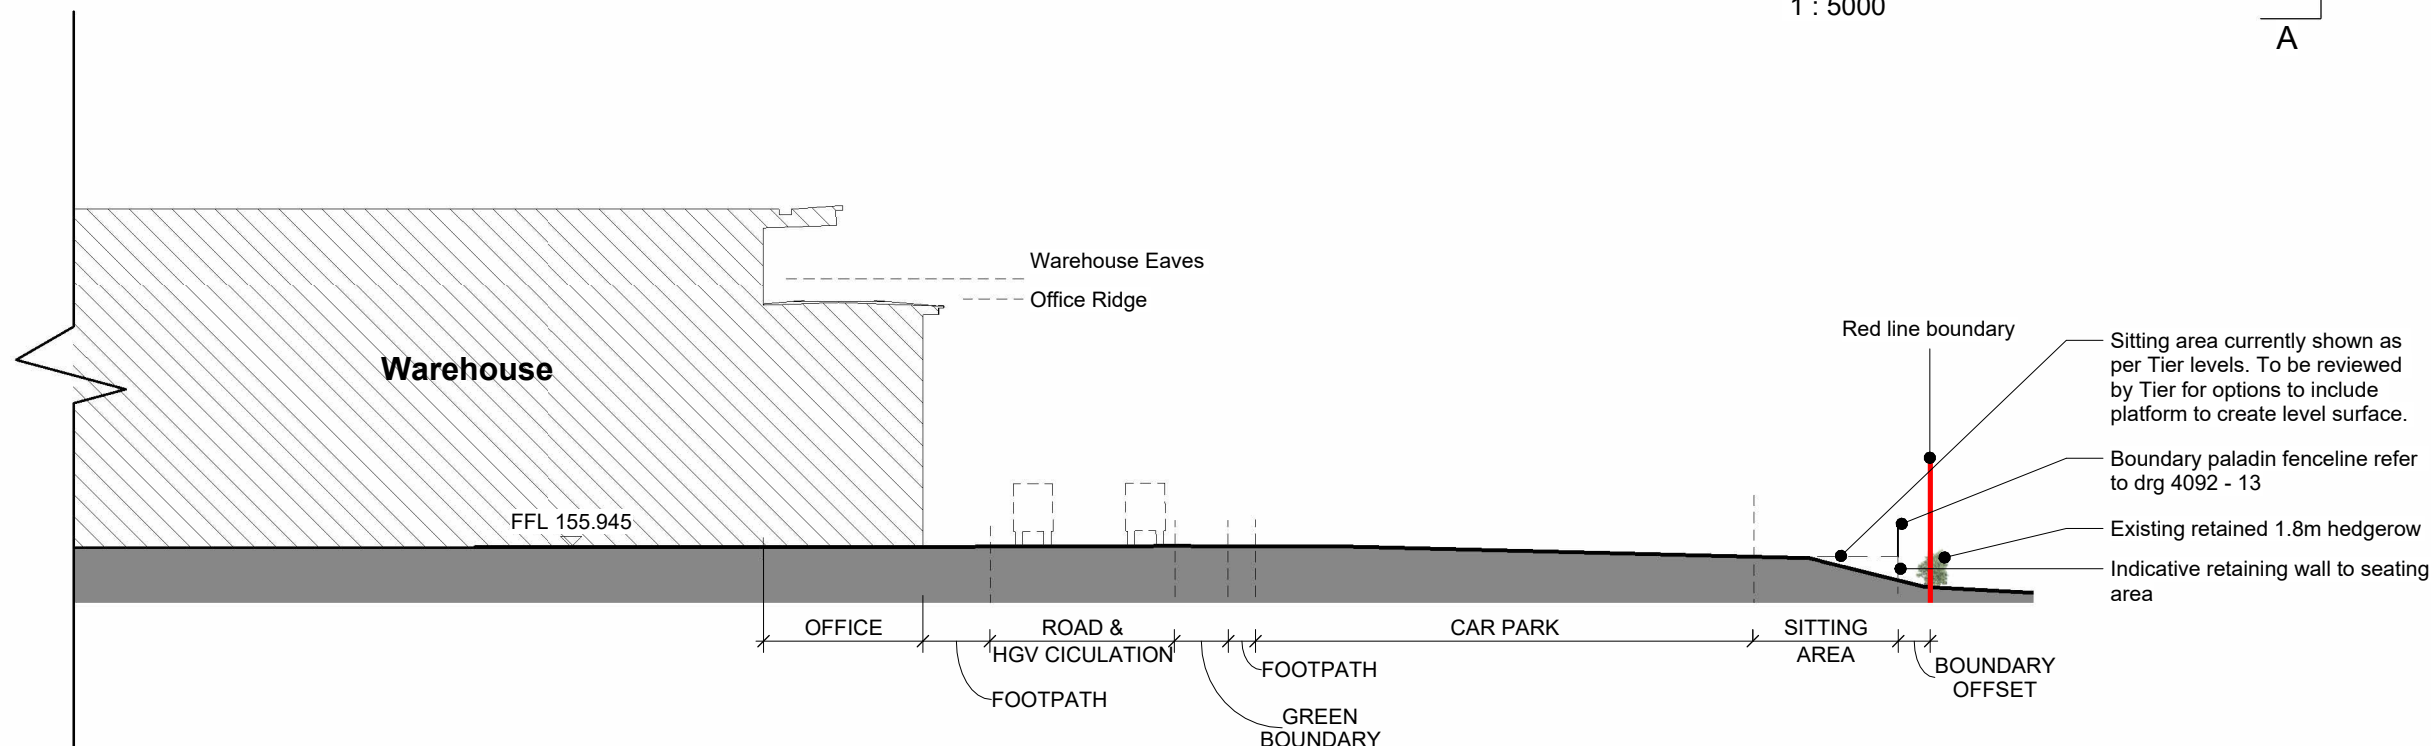 1 : 5000
A
Warehouse Eaves
Office Ridge
Warehouse
FFL 155.945
Red line boundary
Sitting area currently shown as
per Tier levels. To be reviewed
by Tier for options to include
platform to create level surface.
Boundary paladin fenceline refer
to drg 4092 - 13
Existing retained 1.8m hedgerow
Indicative retaining wall to seating
area
OFFICE
FOOTPATH
ROAD &
HGV CICULATION
GREEN
BOUNDARY
FOOTPATH
CAR PARK
SITTING
AREA
BOUNDARY
OFFSET